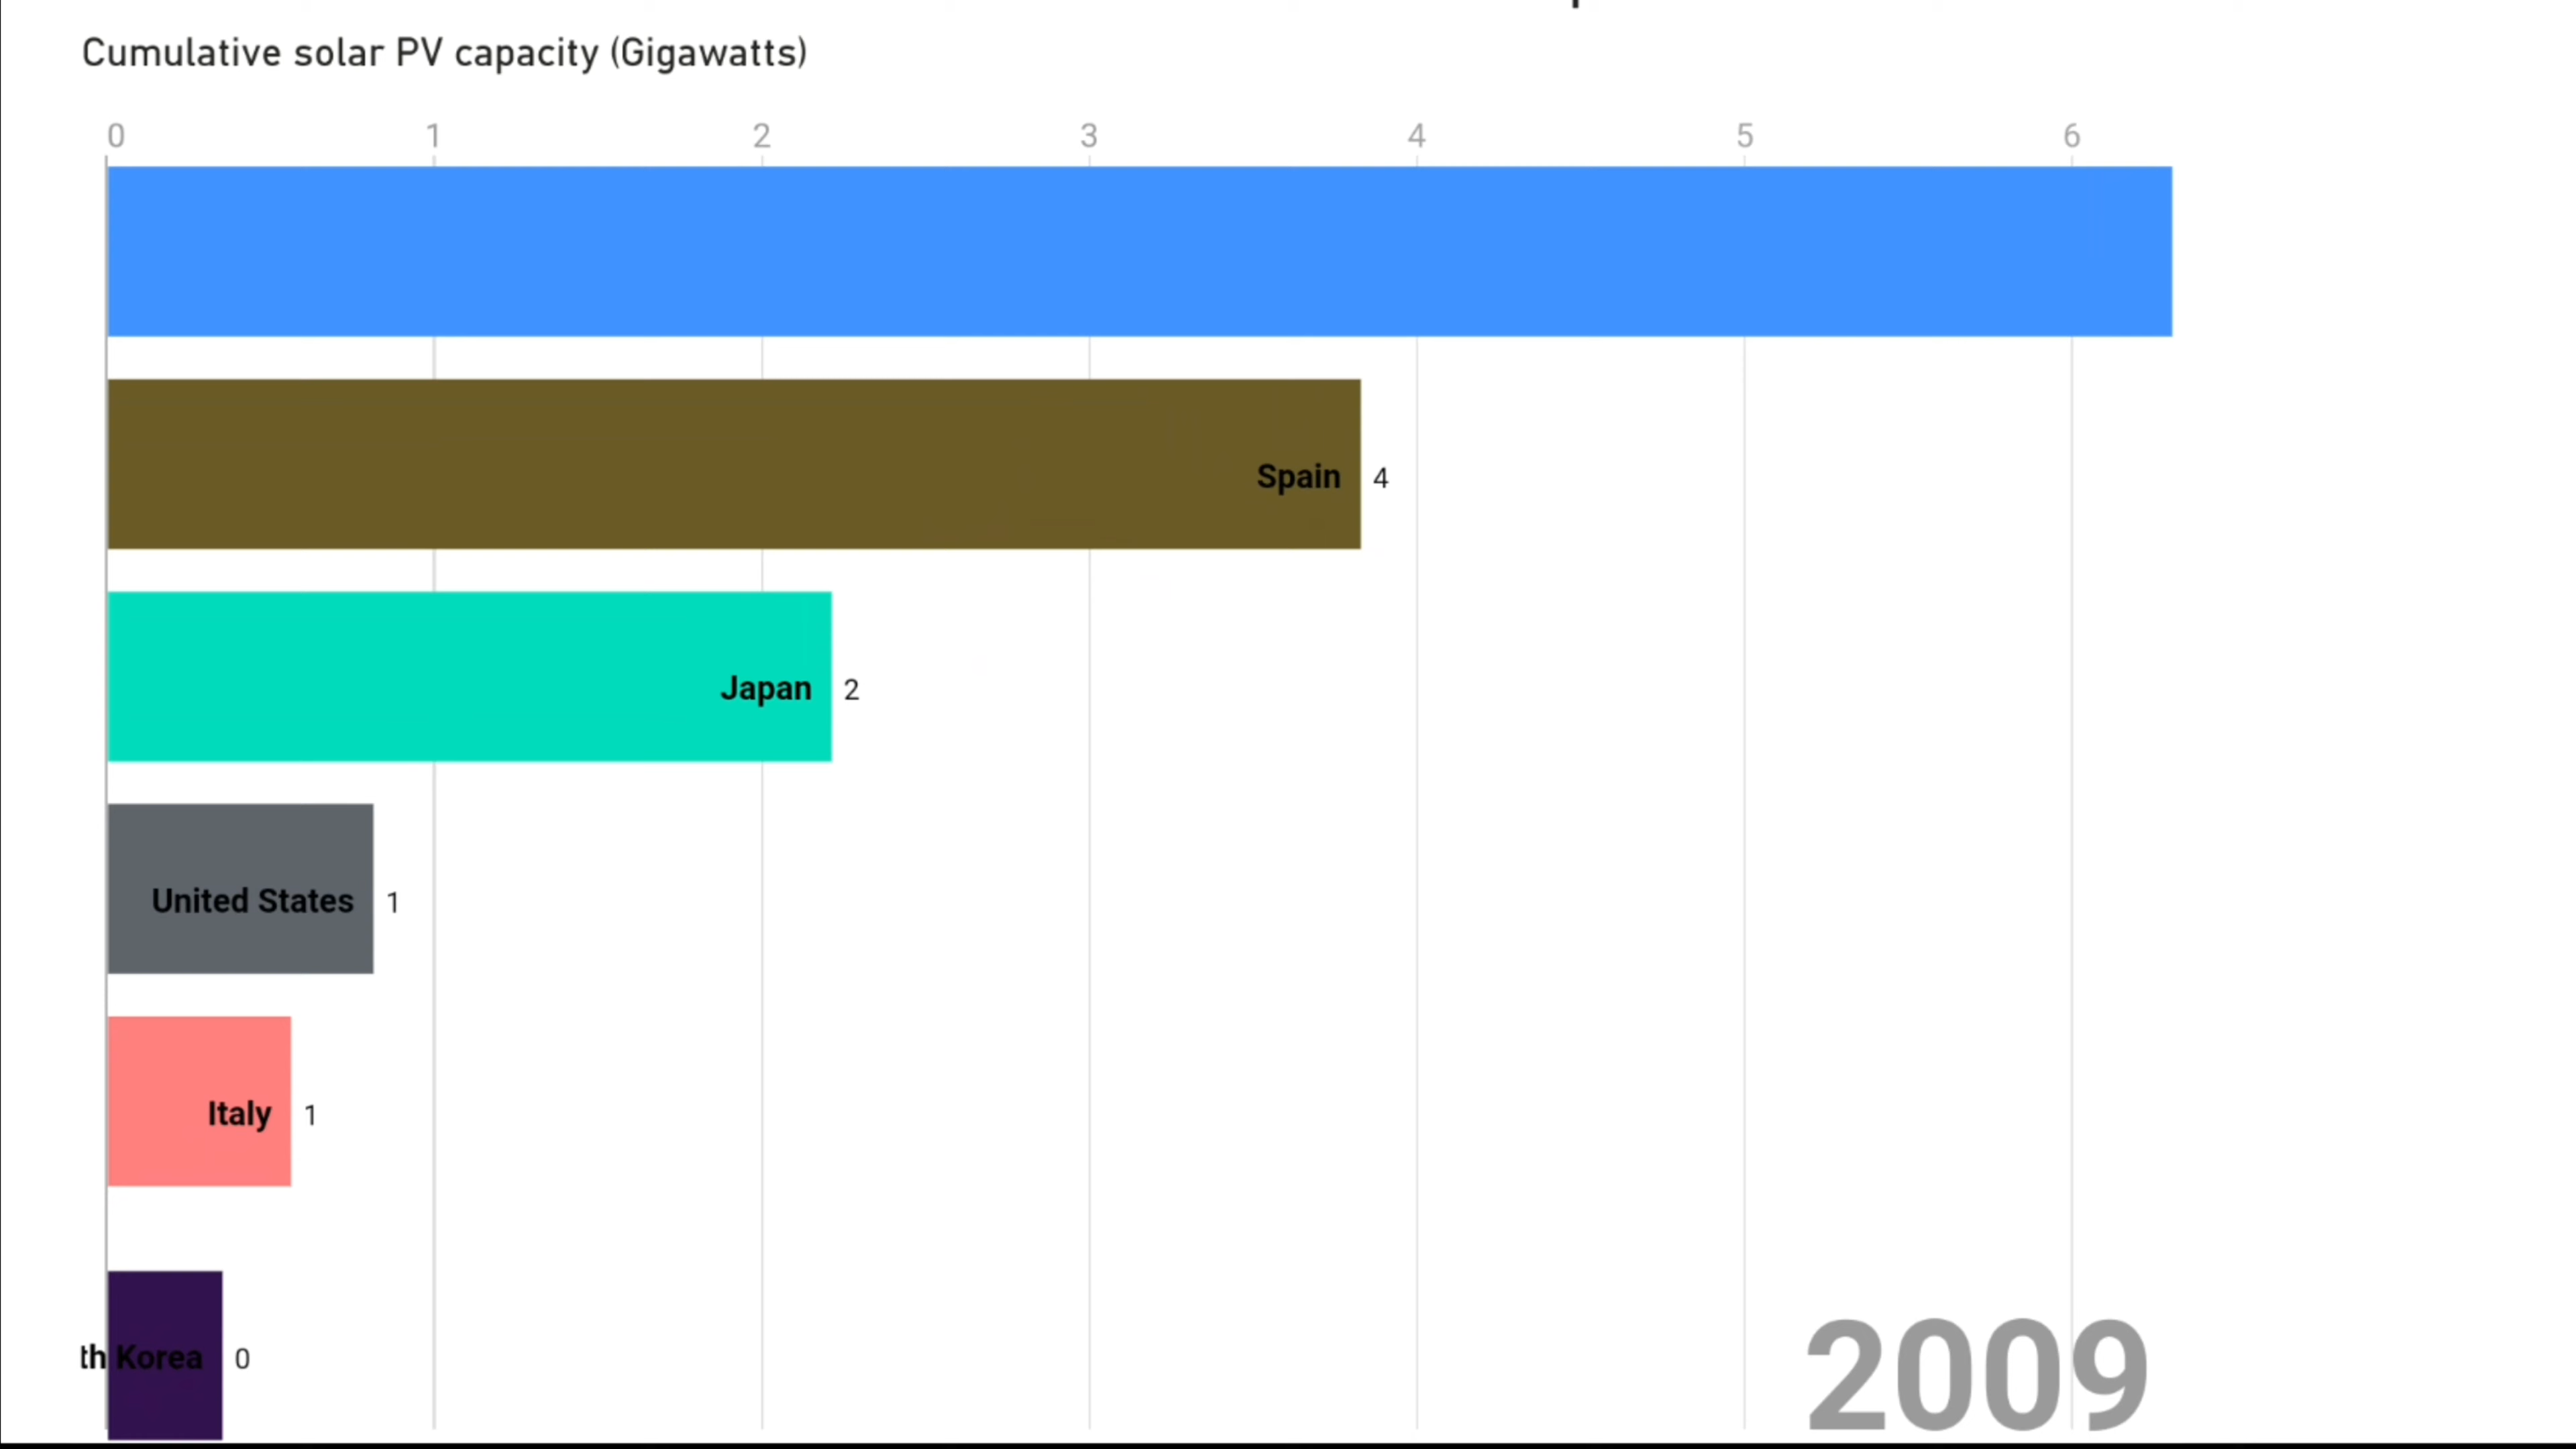 Cumulative solar PV capacity (Gigawatts)
0 1 2 3 4 5 6
Spain 4
Japan 2
United States 1
Italy 1
th Korea 0
2009